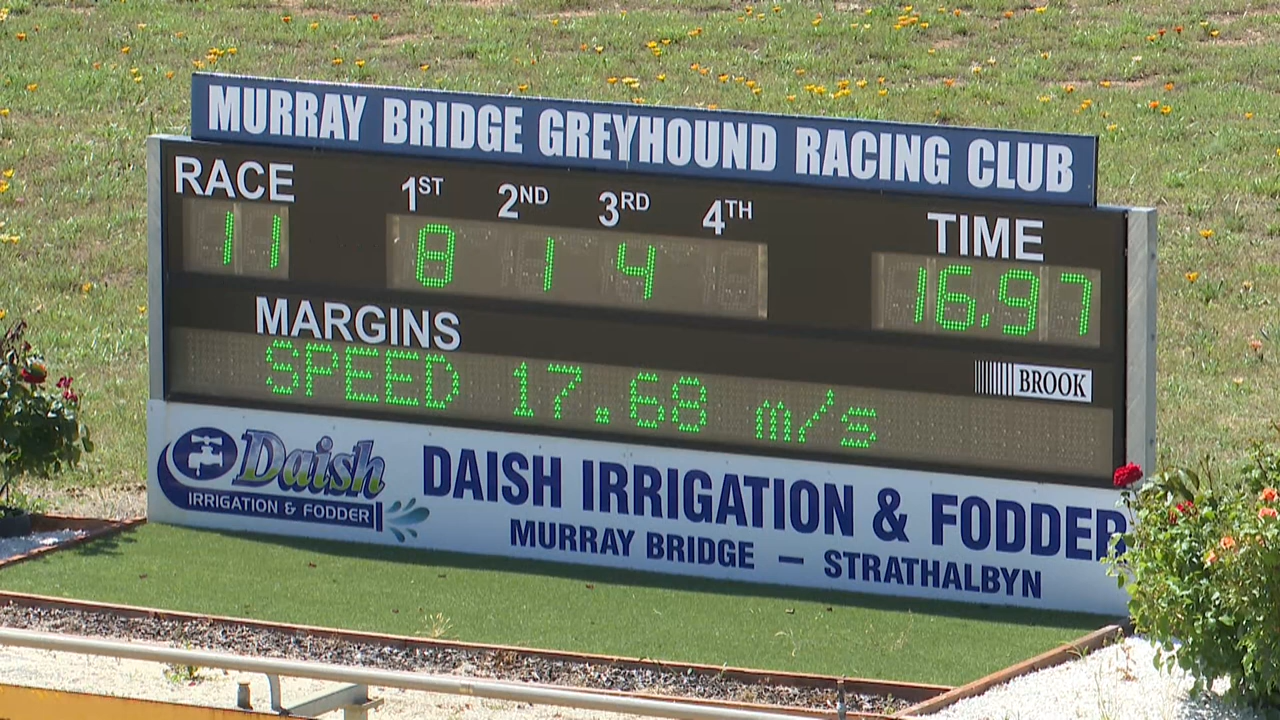 MURRAY BRIDGE GREYHOUND RACING CLUB
RACE 1ST 2ND 3RD 4TH TIME
11 8 1 4 16.97
MARGINS
SPEED 17.68 m/s
BROOK
Daish
IRRIGATION & FODDER
DAISH IRRIGATION & FODDER
MURRAY BRIDGE – STRATHALBYN